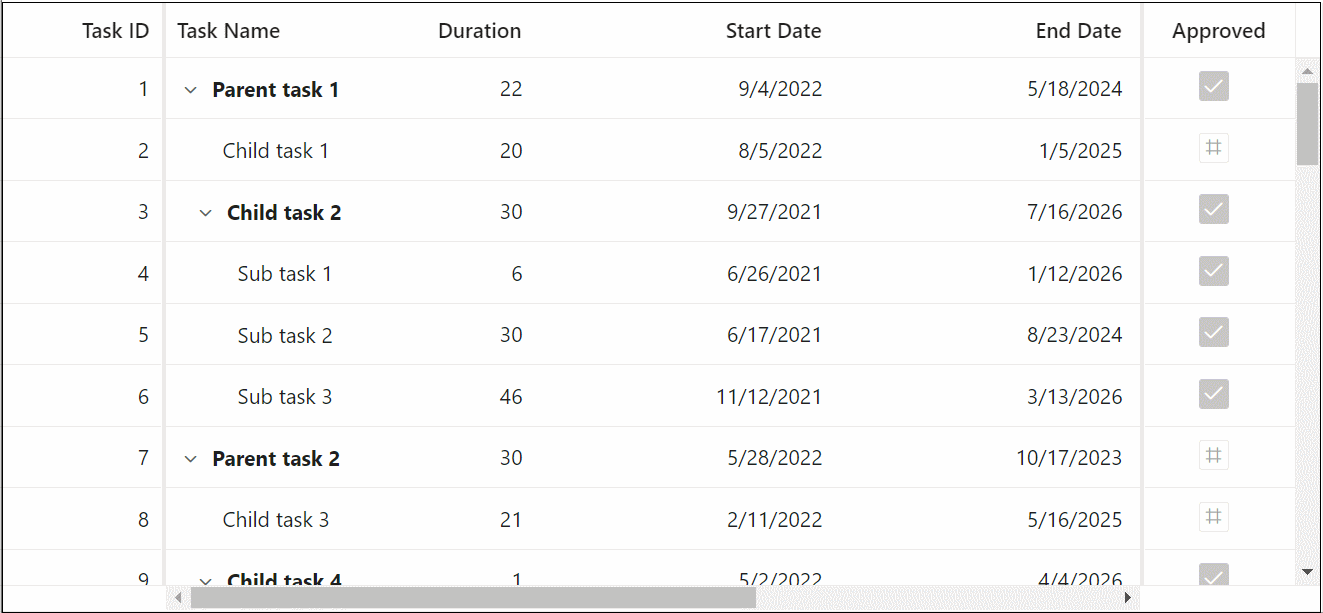 Task ID Task Name Duration Start Date End Date Approved
1 Parent task 1 22 9/4/2022 5/18/2024
2 Child task 1 20 8/5/2022 1/5/2025
3 Child task 2 30 9/27/2021 7/16/2026
4 Sub task 1 6 6/26/2021 1/12/2026
5 Sub task 2 30 6/17/2021 8/23/2024
6 Sub task 3 46 11/12/2021 3/13/2026
7 Parent task 2 30 5/28/2022 10/17/2023
8 Child task 3 21 2/11/2022 5/16/2025
9 Child task 4 1 5/2/2022 4/4/2026